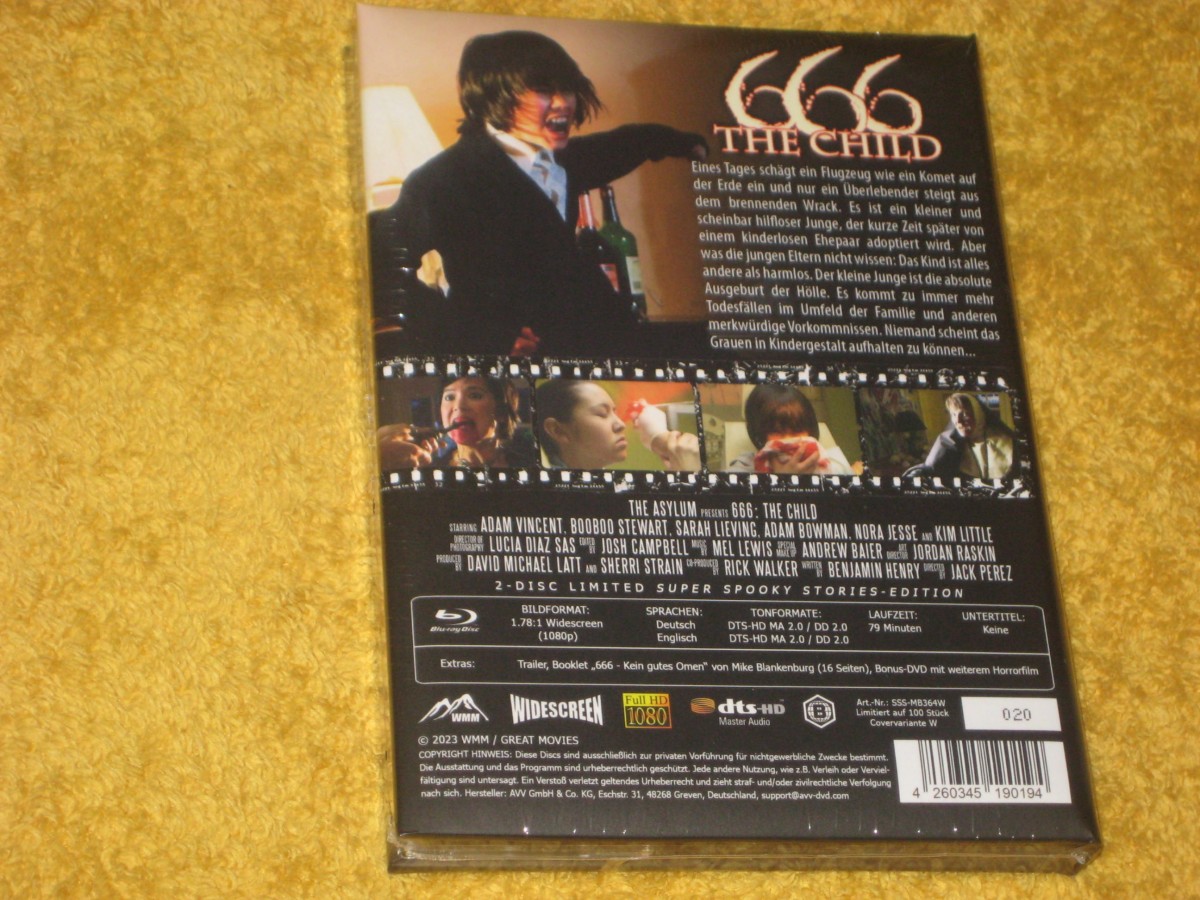 666
THE CHILD
Eines Tages schägt ein Flugzeug wie ein Komet auf
der Erde ein und nur ein Überlebender steigt aus
dem brennenden Wrack. Es ist ein kleiner und
scheinbar hilfloser Junge, der kurze Zeit später von
einem kinderlosen Ehepaar adoptiert wird. Aber
was die jungen Eltern nicht wissen: Das Kind ist alles
andere als harmlos. Der kleine Junge ist die absolute
Ausgeburt der Hölle. Es kommt zu immer mehr
Todesfällen im Umfeld der Familie und anderen
merkwürdige Vorkommnissen. Niemand scheint das
Grauen in Kindergestalt aufhalten zu können...
THE ASYLUM PRESENTS 666: THE CHILD
STARRING ADAM VINCENT, BOOBOO STEWART, SARAH LIEVING, ADAM BOWMAN, NORA JESSE AND KIM LITTLE
DIRECTOR OF PHOTOGRAPHY LUCIA DIAZ SAS EDITED BY JOSH CAMPBELL MUSIC BY MEL LEWIS SPECIAL MAKE UP ANDREW BAIER ART DIRECTOR JORDAN RASKIN
PRODUCED BY DAVID MICHAEL LATT AND SHERRI STRAIN CO-PRODUCED BY RICK WALKER WRITTEN BY BENJAMIN HENRY DIRECTED BY JACK PEREZ
2-DISC LIMITED SUPER SPOOKY STORIES-EDITION
Blu-ray Disc
BILDFORMAT: SPRACHEN: TONFORMATE: LAUFZEIT: UNTERTITEL:
1.78:1 Widescreen Deutsch DTS-HD MA 2.0 / DD 2.0 79 Minuten Keine
(1080p) Englisch DTS-HD MA 2.0 / DD 2.0
Extras: Trailer, Booklet „666 - Kein gutes Omen" von Mike Blankenburg (16 Seiten), Bonus-DVD mit weiterem Horrorfilm
WMM WIDESCREEN Full HD 1080 dts-HD Master Audio
Art.-Nr.: SSS-MB364W
Limitiert auf 100 Stück
Covervariante W
020
© 2023 WMM / GREAT MOVIES
COPYRIGHT HINWEIS: Diese Discs sind ausschließlich zur privaten Vorführung für nichtgewerbliche Zwecke bestimmt.
Die Ausstattung und das Programm sind urheberrechtlich geschützt. Jede andere Nutzung, wie z.B. Verleih oder Verviel-
fältigung sind untersagt. Ein Verstoß verletzt geltendes Urheberrecht und zieht straf- und/oder zivilrechtliche Verfolgung
nach sich. Hersteller: AVV GmbH & Co. KG, Eschstr. 31, 48268 Greven, Deutschland, support@avv-dvd.com
4 260345 190194